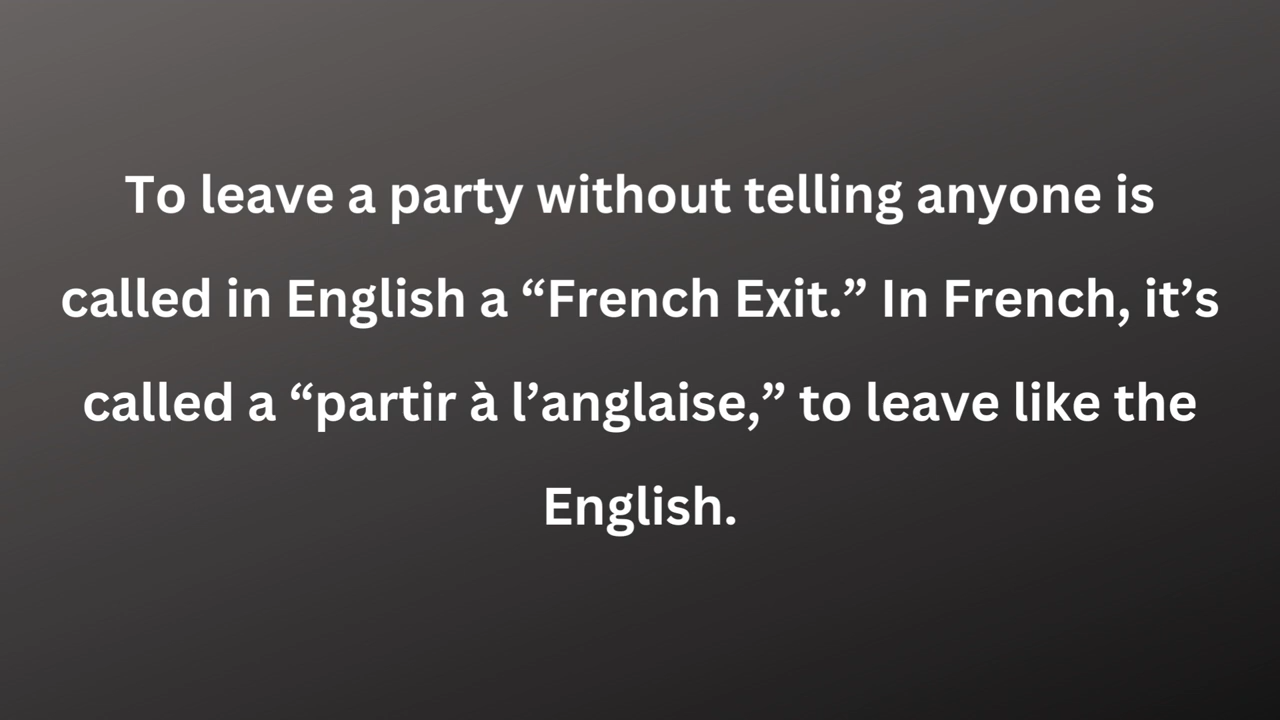 To leave a party without telling anyone is
called in English a “French Exit.” In French, it’s
called a “partir à l’anglaise,” to leave like the
English.